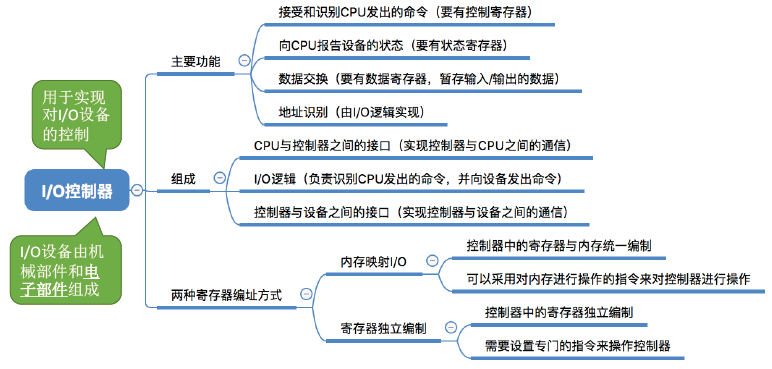 接受和识别CPU发出的命令（要有控制寄存器）
主要功能
向CPU报告设备的状态（要有状态寄存器）
数据交换（要有数据寄存器，暂存输入/输出的数据）
地址识别（由I/O逻辑实现）
用于实现
对I/O设备
的控制
CPU与控制器之间的接口（实现控制器与CPU之间的通信）
I/O控制器
组成
I/O逻辑（负责识别CPU发出的命令，并向设备发出命令）
控制器与设备之间的接口（实现控制器与设备之间的通信）
I/O设备由机
械部件和电
子部件组成
两种寄存器编址方式
内存映射I/O
控制器中的寄存器与内存统一编制
可以采用对内存进行操作的指令来对控制器进行操作
寄存器独立编制
控制器中的寄存器独立编制
需要设置专门的指令来操作控制器